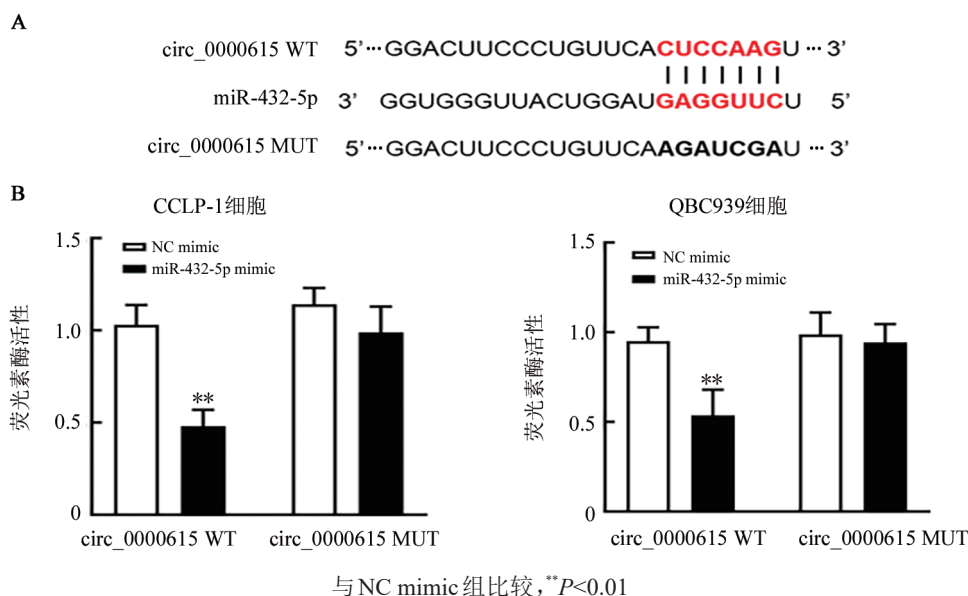 A
circ_0000615 WT 5’···GGACUUCCCUGUUCACUCCAAGU ··· 3’
miR-432-5p 3’ GGUGGGUUACUGGAUGAGGUUCU 5’
circ_0000615 MUT 5’···GGACUUCCCUGUUCAAGAUCGAU ··· 3’
B
CCLP-1细胞
1.5
1.0
0.5
0
荧光素酶活性
NC mimic
miR-432-5p mimic
**
circ_0000615 WT circ_0000615 MUT
QBC939细胞
1.5
1.0
0.5
0
荧光素酶活性
NC mimic
miR-432-5p mimic
**
circ_0000615 WT circ_0000615 MUT
与NC mimic组比较,**P<0.01